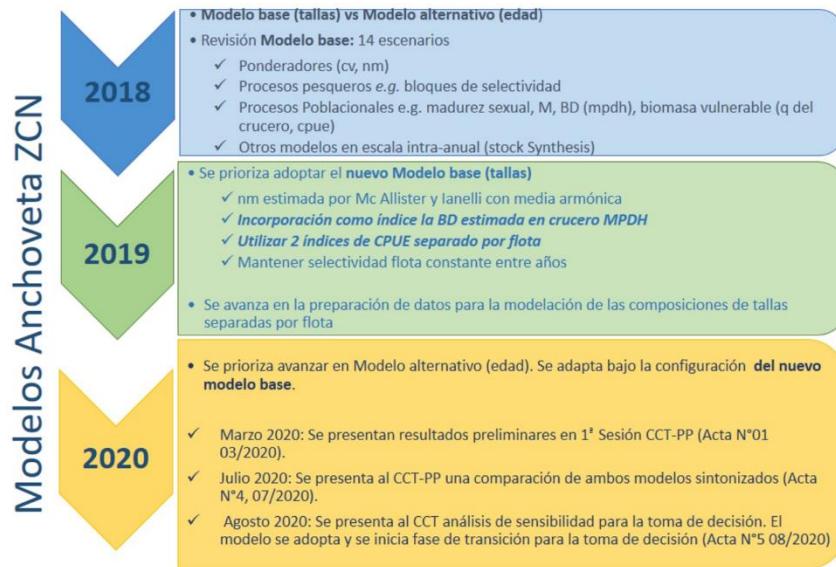 Modelos Anchoveta ZCN
2018
• Modelo base (tallas) vs Modelo alternativo (edad)
• Revisión Modelo base: 14 escenarios
✓ Ponderadores (cv, nm)
✓ Procesos pesqueros e.g. bloques de selectividad
✓ Procesos Poblacionales e.g. madurez sexual, M, BD (mpdh), biomasa vulnerable (q del
crucero, cpue)
✓ Otros modelos en escala intra-anual (stock Synthesis)
2019
• Se prioriza adoptar el nuevo Modelo base (tallas)
✓ nm estimada por Mc Allister y Ianelli con media armónica
✓ Incorporación como índice la BD estimada en crucero MPDH
✓ Utilizar 2 índices de CPUE separado por flota
✓ Mantener selectividad flota constante entre años
• Se avanza en la preparación de datos para la modelación de las composiciones de tallas
separadas por flota
2020
• Se prioriza avanzar en Modelo alternativo (edad). Se adapta bajo la configuración del nuevo
modelo base.
✓ Marzo 2020: Se presentan resultados preliminares en 1ª Sesión CCT-PP (Acta N°01
03/2020).
✓ Julio 2020: Se presenta al CCT-PP una comparación de ambos modelos sintonizados (Acta
N°4, 07/2020).
✓ Agosto 2020: Se presenta al CCT análisis de sensibilidad para la toma de decisión. El
modelo se adopta y se inicia fase de transición para la toma de decisión (Acta N°5 08/2020)